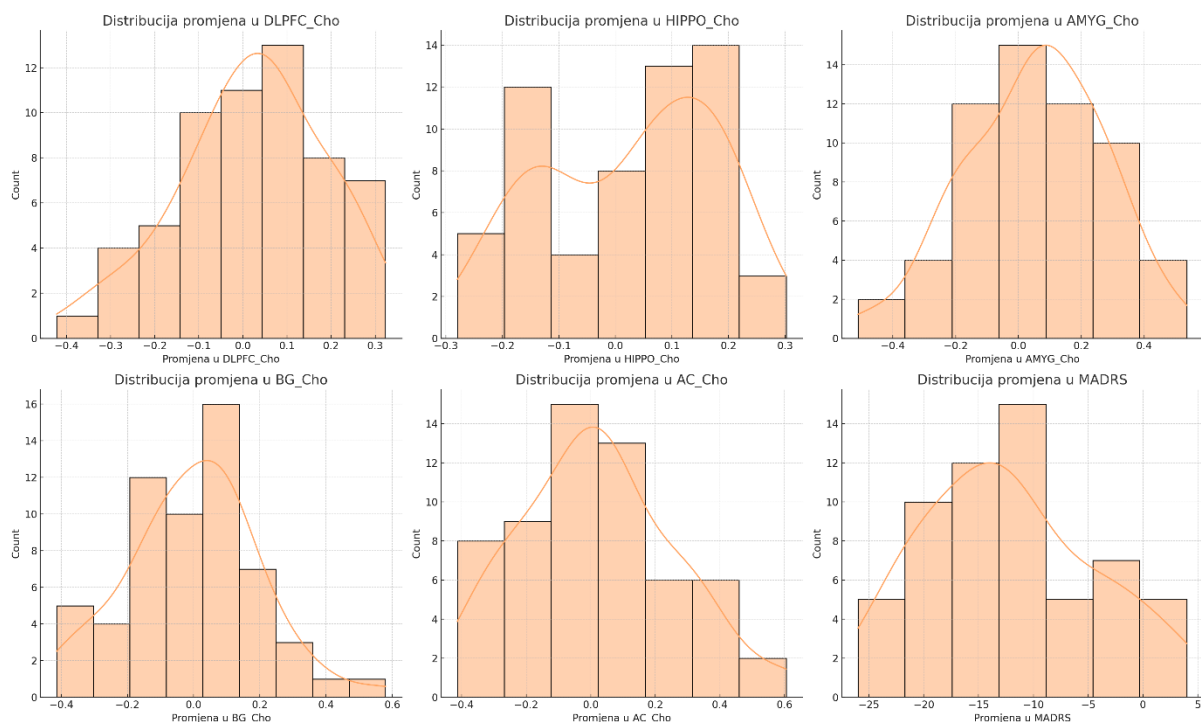 Distribucija promjena u DLPFC_Cho
12
10
8
6
4
2
0
Count
−0.4 −0.3 −0.2 −0.1 0.0 0.1 0.2 0.3
Promjena u DLPFC_Cho
Distribucija promjena u HIPPO_Cho
14
12
10
8
6
4
2
0
Count
−0.3 −0.2 −0.1 0.0 0.1 0.2 0.3
Promjena u HIPPO_Cho
Distribucija promjena u AMYG_Cho
14
12
10
8
6
4
2
0
Count
−0.4 −0.2 0.0 0.2 0.4
Promjena u AMYG_Cho
Distribucija promjena u BG_Cho
16
14
12
10
8
6
4
2
0
Count
−0.4 −0.2 0.0 0.2 0.4 0.6
Promjena u BG_Cho
Distribucija promjena u AC_Cho
14
12
10
8
6
4
2
0
Count
−0.4 −0.2 0.0 0.2 0.4 0.6
Promjena u AC_Cho
Distribucija promjena u MADRS
14
12
10
8
6
4
2
0
Count
−25 −20 −15 −10 −5 0 5
Promjena u MADRS